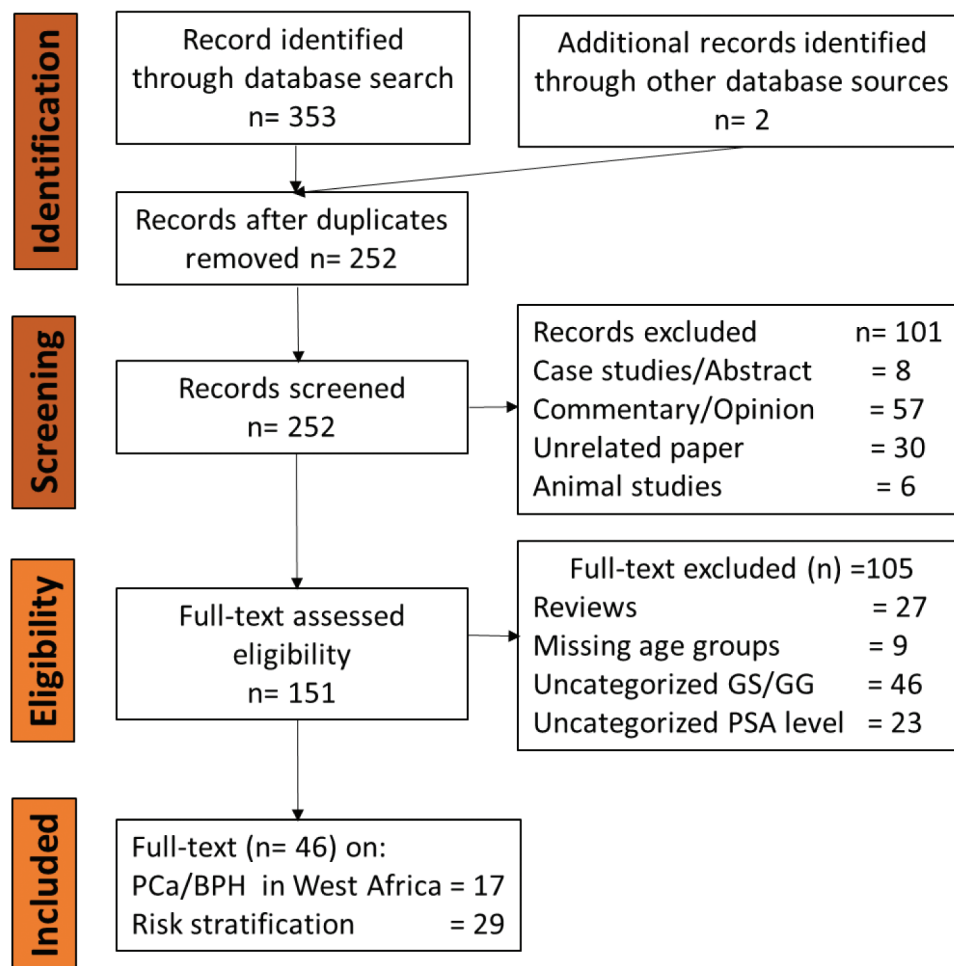 Identification
Record identified
through database search
n= 353
Additional records identified
through other database sources
n= 2
Records after duplicates
removed n= 252
Screening
Records screened
n= 252
Records excluded n= 101
Case studies/Abstract = 8
Commentary/Opinion = 57
Unrelated paper = 30
Animal studies = 6
Eligibility
Full-text assessed
eligibility
n= 151
Full-text excluded (n) =105
Reviews = 27
Missing age groups = 9
Uncategorized GS/GG = 46
Uncategorized PSA level = 23
Included
Full-text (n= 46) on:
PCa/BPH in West Africa = 17
Risk stratification = 29